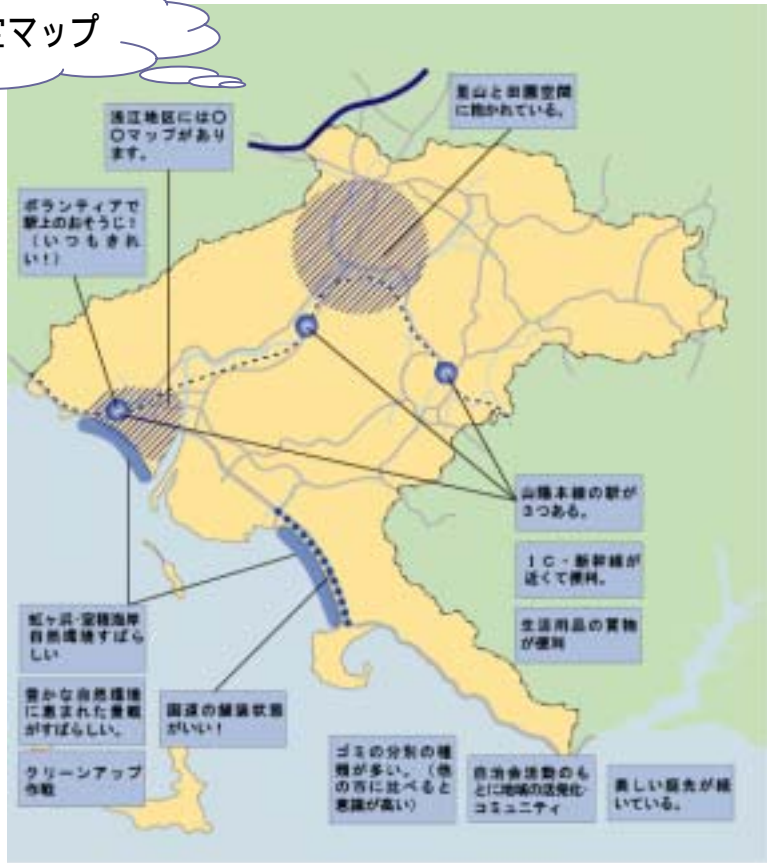 宝マップ
里山と田園空間
に抱かれている。
浅江地区には〇
〇マップがあり
ます。
ボランティアで
駅上のおそうじ！
（いつもきれ
い！）
山陽本線の駅が
３つある。
ＩＣ・新幹線が
近くて便利。
生活用品の買物
が便利
虹ヶ浜・室積海岸
自然環境すばら
しい
豊かな自然環境
に恵まれた景観
がすばらしい。
クリーンアップ
作戦
国道の舗装状態
がいい！
ゴミの分別の種
類が多い。（他
の市に比べると
意識が高い）
自治会活動のも
とに地域の活発化・
コミュニティ
美しい庭先が続
いている。